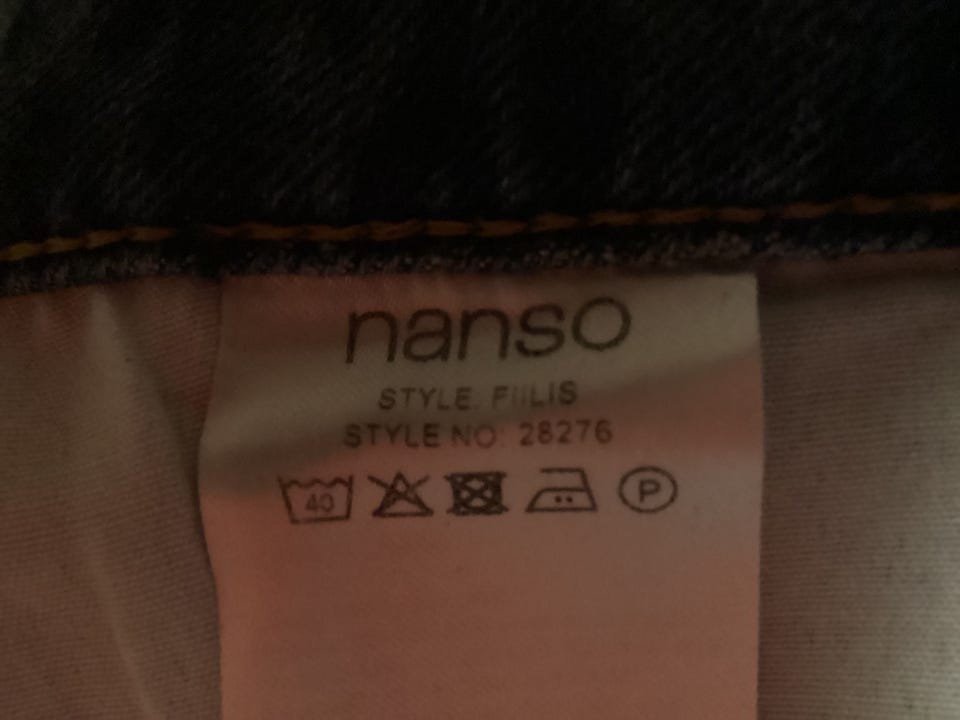 nanso
STYLE: FIILIS
STYLE NO: 28276
40 P